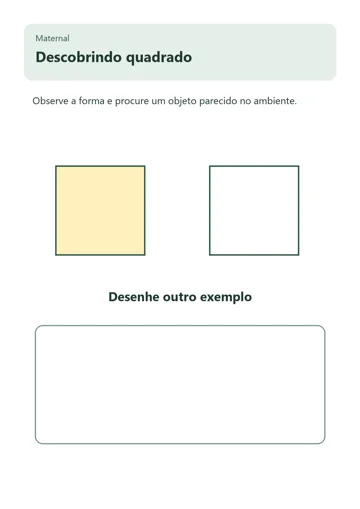 Maternal
Descobrindo quadrado
Observe a forma e procure um objeto parecido no ambiente.
Desenhe outro exemplo